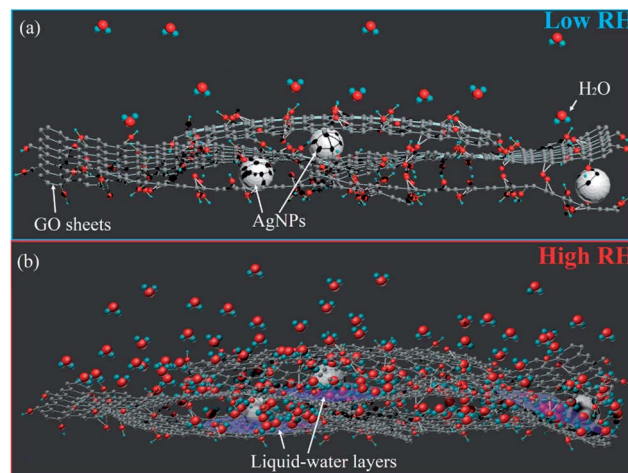 (a)
Low RH
H2O
GO sheets
AgNPs
(b)
High RH
Liquid-water layers